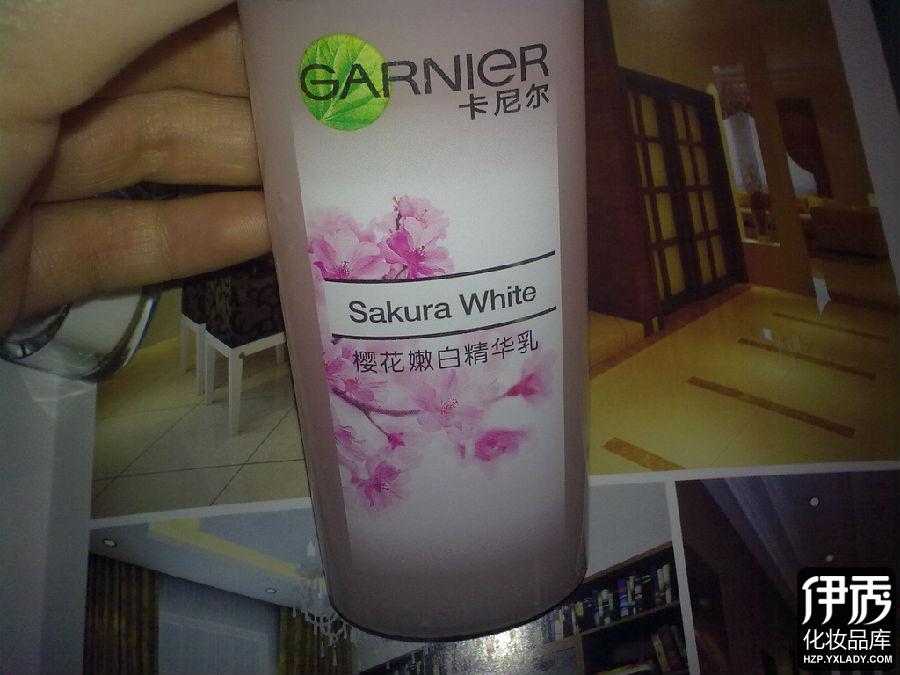 GARNIER
卡尼尔
Sakura White
樱花嫩白精华乳
伊秀
化妆品库
HZP.YXLADY.COM